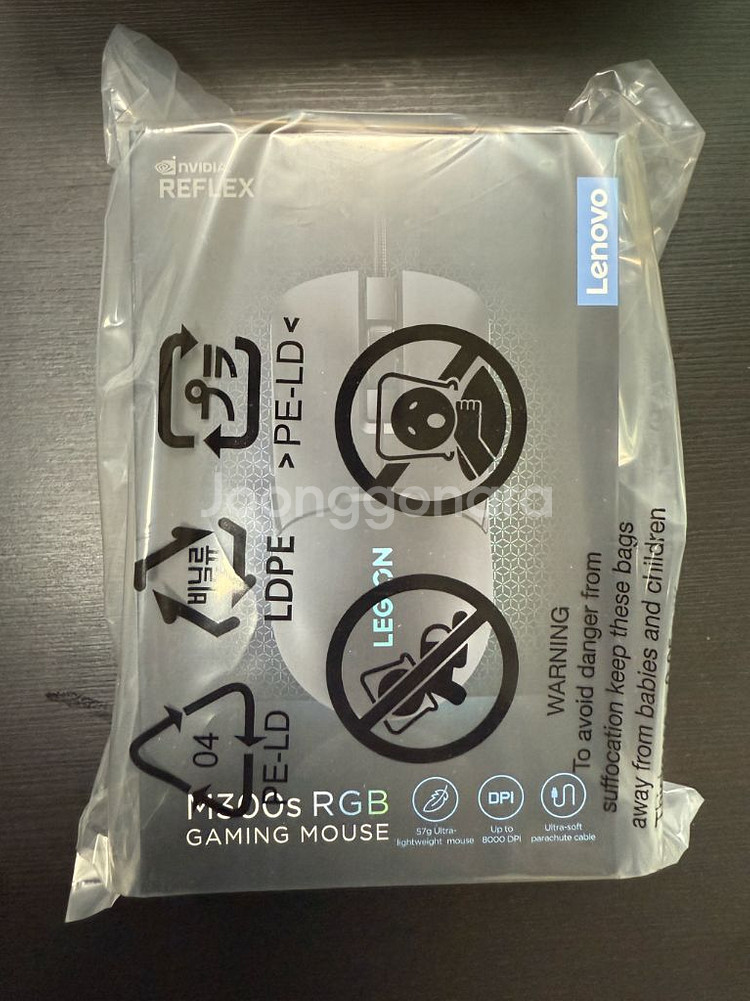 NVIDIA
REFLEX
Lenovo
プラ
>PE-LD<
비닐류
LDPE
04
PE-LD
LEGION
WARNING
To avoid danger from
suffocation keep these bags
away from babies and children
M300s RGB
GAMING MOUSE
57g Ultra-
lightweight mouse
DPI
Up to
8000 DPI
Ultra-soft
parachute cable
Joonggonara